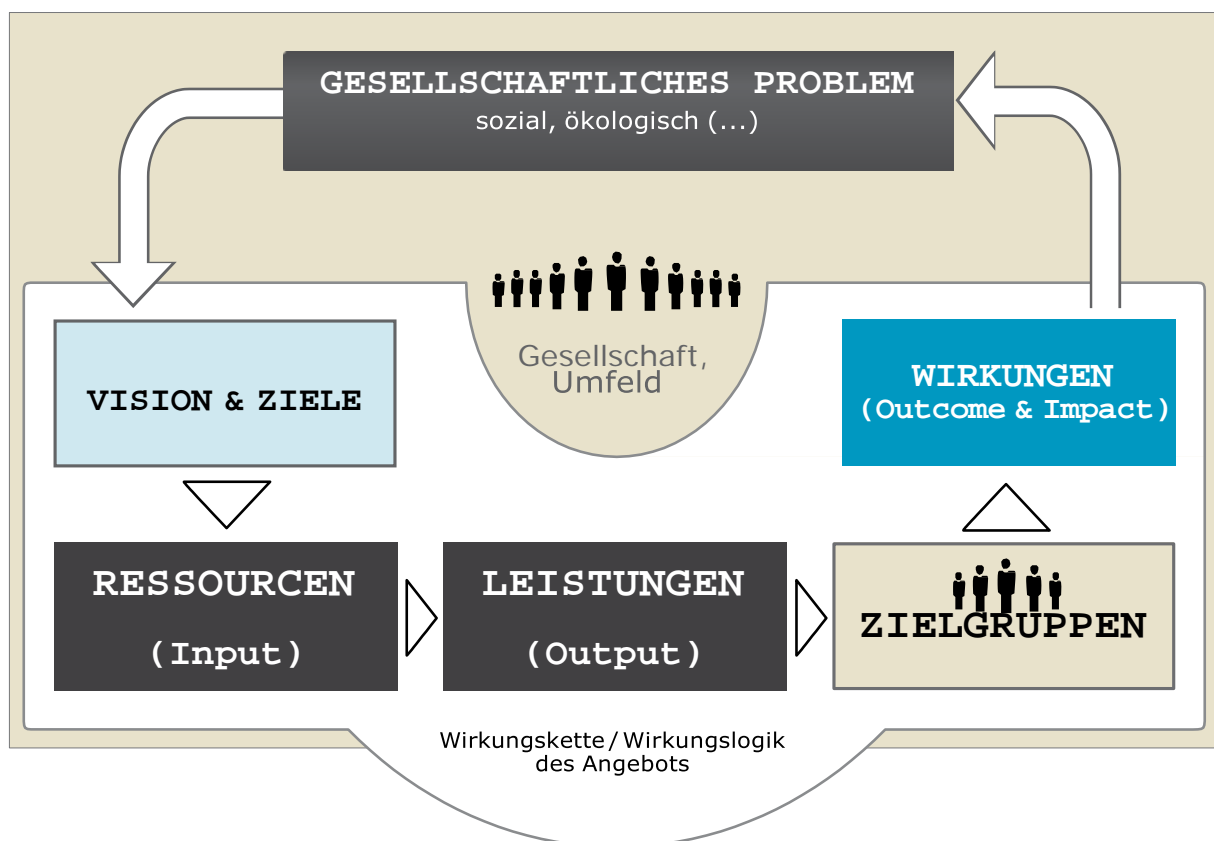 GESELLSCHAFTLICHES PROBLEM
sozial, ökologisch (...)
Gesellschaft,
Umfeld
VISION & ZIELE
WIRKUNGEN
(Outcome & Impact)
RESSOURCEN
(Input)
LEISTUNGEN
(Output)
ZIELGRUPPEN
Wirkungskette/Wirkungslogik
des Angebots